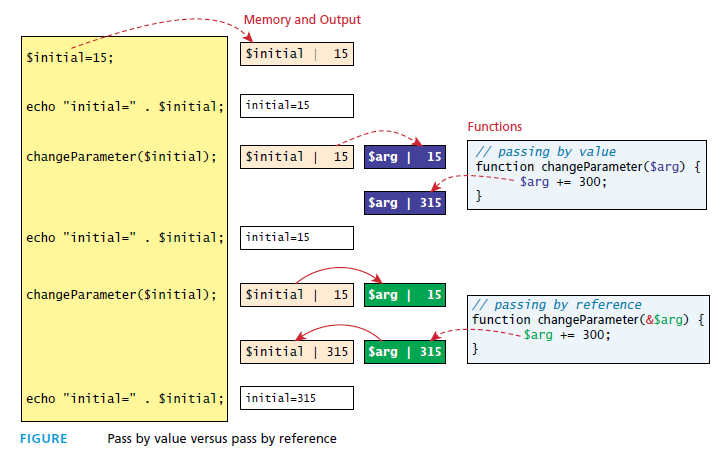 Memory and Output
$initial=15;
$initial | 15
echo "initial=" . $initial;
initial=15
Functions
changeParameter($initial);
$initial | 15
$arg | 15
// passing by value
function changeParameter($arg) {
$arg += 300;
}
$arg | 315
echo "initial=" . $initial;
initial=15
changeParameter($initial);
$initial | 15
$arg | 15
// passing by reference
function changeParameter(&$arg) {
$arg += 300;
}
$initial | 315
$arg | 315
echo "initial=" . $initial;
initial=315
FIGURE Pass by value versus pass by reference